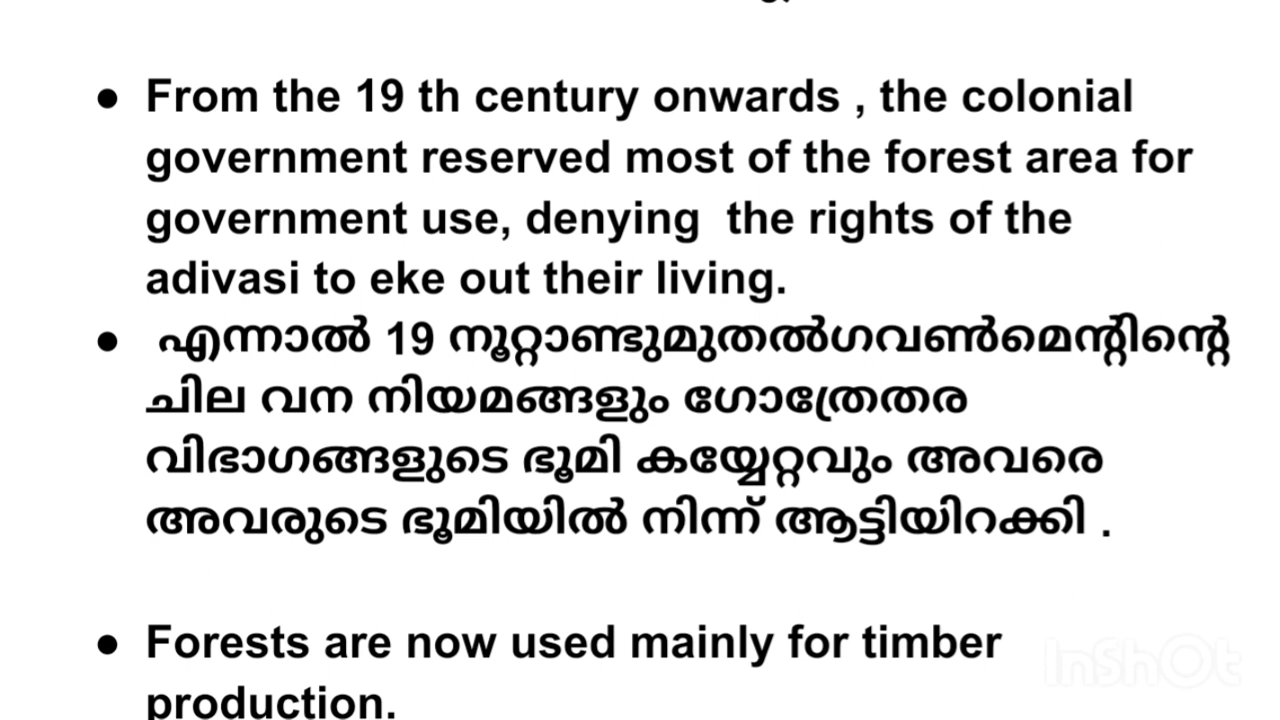 ● From the 19 th century onwards , the colonial
government reserved most of the forest area for
government use, denying the rights of the
adivasi to eke out their living.
● എന്നാൽ 19 നൂറ്റാണ്ടുമുതൽഗവൺമെന്റിന്റെ
ചില വന നിയമങ്ങളും ഗോത്രേതര
വിഭാഗങ്ങളുടെ ഭൂമി കയ്യേറ്റവും അവരെ
അവരുടെ ഭൂമിയിൽ നിന്ന് ആട്ടിയിറക്കി .
● Forests are now used mainly for timber
production.
InShOt